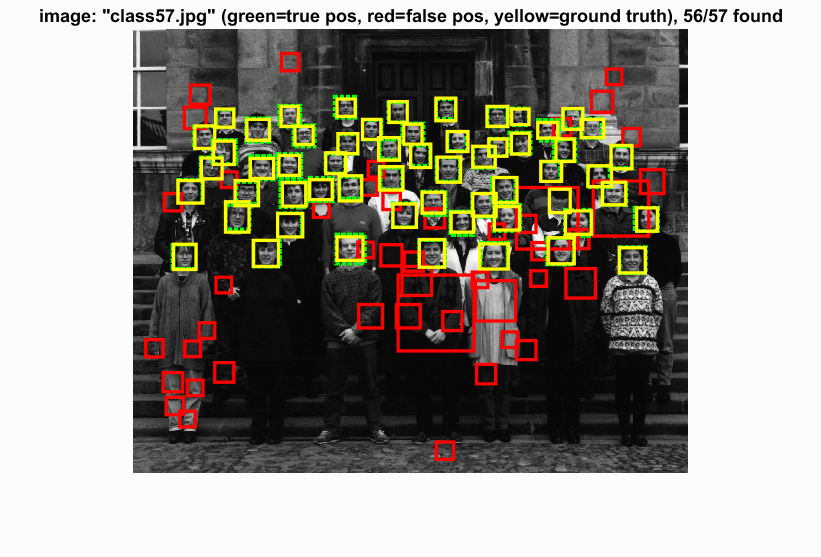 image: "class57.jpg" (green=true pos, red=false pos, yellow=ground truth), 56/57 found